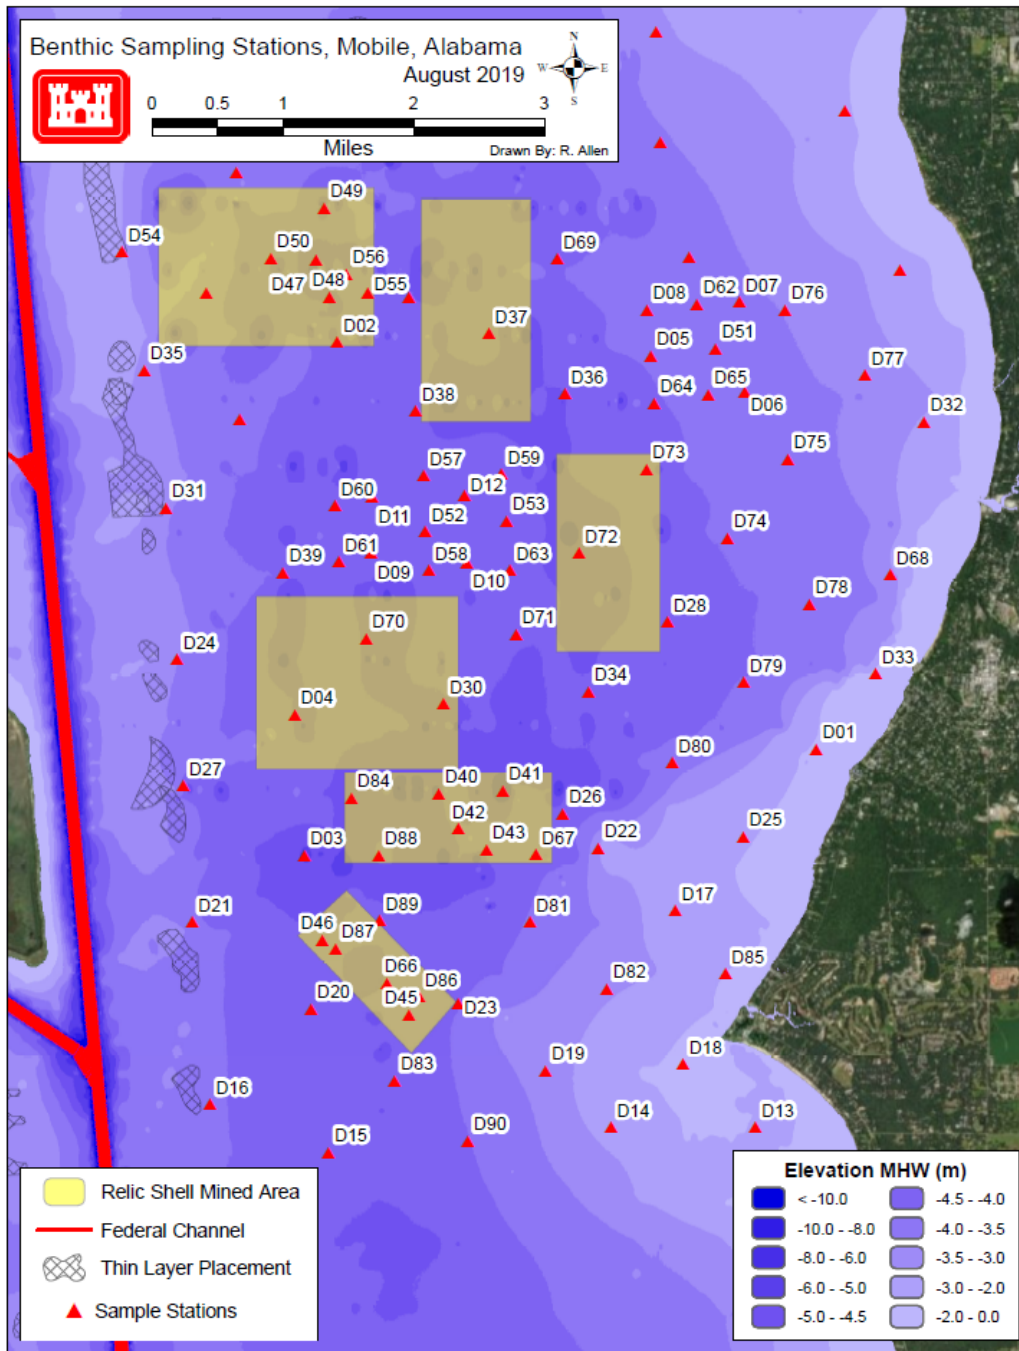 Benthic Sampling Stations, Mobile, Alabama
August 2019
N
W E
S
0 0.5 1 2 3
Miles
Drawn By: R. Allen
D49
D54
D50
D56
D69
D47
D48
D55
D08
D62
D07
D76
D02
D37
D05
D51
D35
D38
D36
D64
D65
D06
D77
D32
D57
D59
D73
D75
D31
D60
D12
D11
D52
D53
D72
D74
D39
D61
D09
D58
D10
D63
D68
D78
D70
D71
D28
D24
D04
D30
D34
D79
D33
D01
D27
D84
D40
D41
D80
D42
D26
D25
D03
D88
D43
D67
D22
D21
D46
D87
D89
D81
D17
D66
D86
D82
D85
D20
D45
D23
D83
D19
D18
D16
D15
D90
D14
D13
Relic Shell Mined Area
Federal Channel
Thin Layer Placement
Sample Stations
Elevation MHW (m)
< -10.0
-10.0 - -8.0
-8.0 - -6.0
-6.0 - -5.0
-5.0 - -4.5
-4.5 - -4.0
-4.0 - -3.5
-3.5 - -3.0
-3.0 - -2.0
-2.0 - 0.0